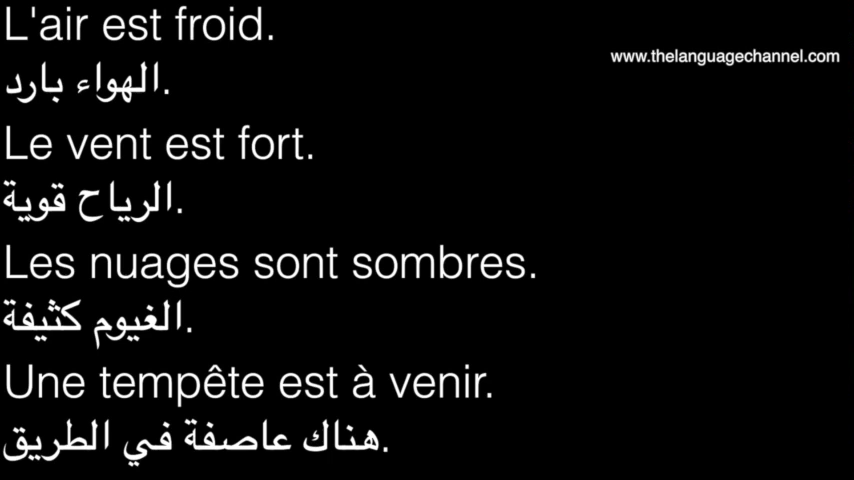 L'air est froid.
www.thelanguagechannel.com
الهواء بارد.
Le vent est fort.
الرياح قوية.
Les nuages sont sombres.
الغيوم كثيفة.
Une tempête est à venir.
هناك عاصفة في الطريق.